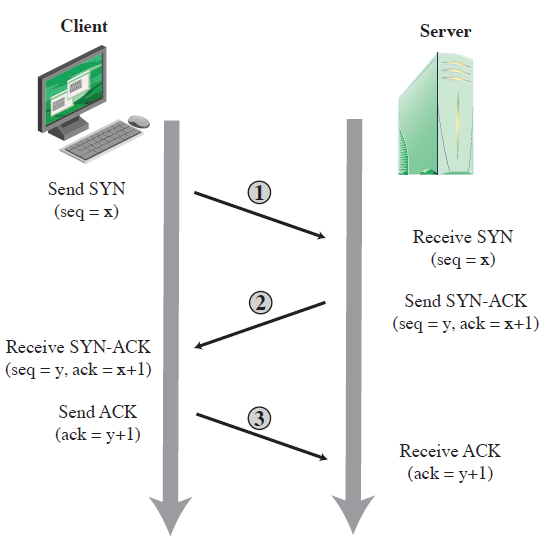 Client
Server
Send SYN
(seq = x)
1
Receive SYN
(seq = x)
2
Send SYN-ACK
(seq = y, ack = x+1)
Receive SYN-ACK
(seq = y, ack = x+1)
Send ACK
(ack = y+1)
3
Receive ACK
(ack = y+1)